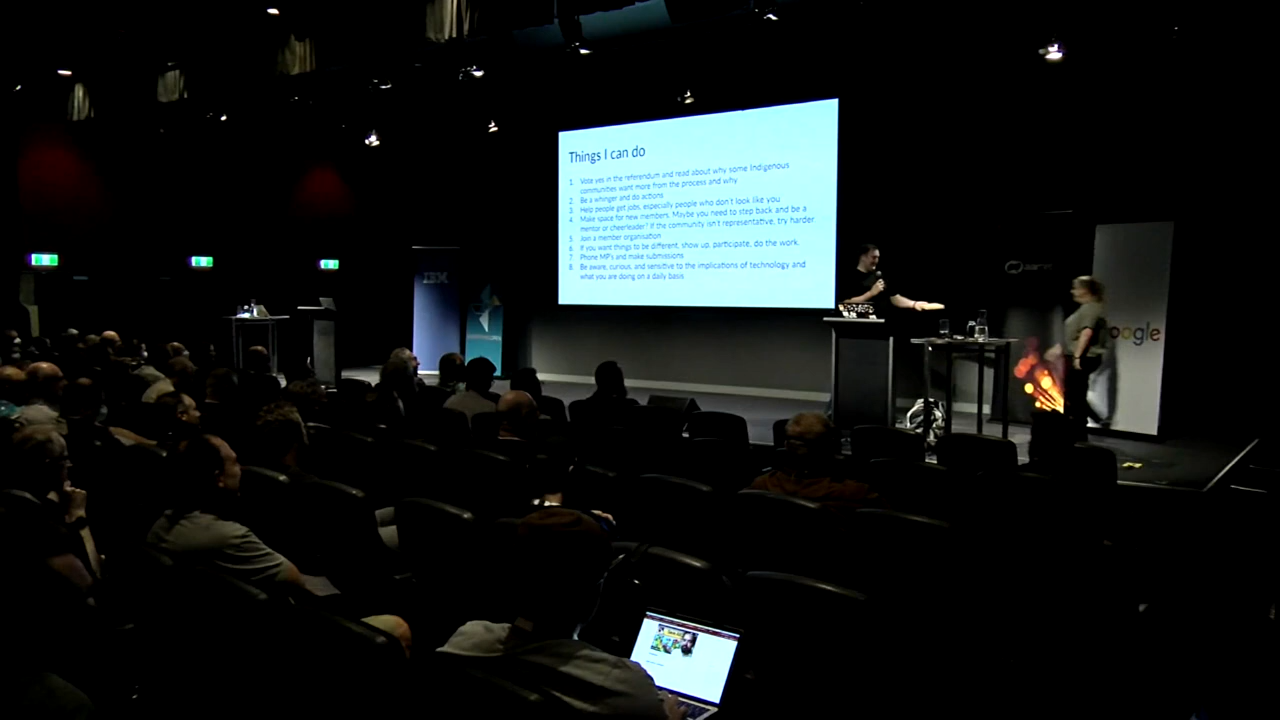 Things I can do
1. Vote yes in the referendum and read about why some Indigenous
communities want more from the process and why
2. Be a whinger and do actions
3. Help people get jobs, especially people who don't look like you
4. Make space for new members. Maybe you need to step back and be a
mentor or cheerleader? If the community isn't representative, try harder
5. Join a member organisation
6. If you want things to be different, show up, participate, do the work.
7. Phone MP's and make submissions
8. Be aware, curious, and sensitive to the implications of technology and
what you are doing on a daily basis
IBM
oogle